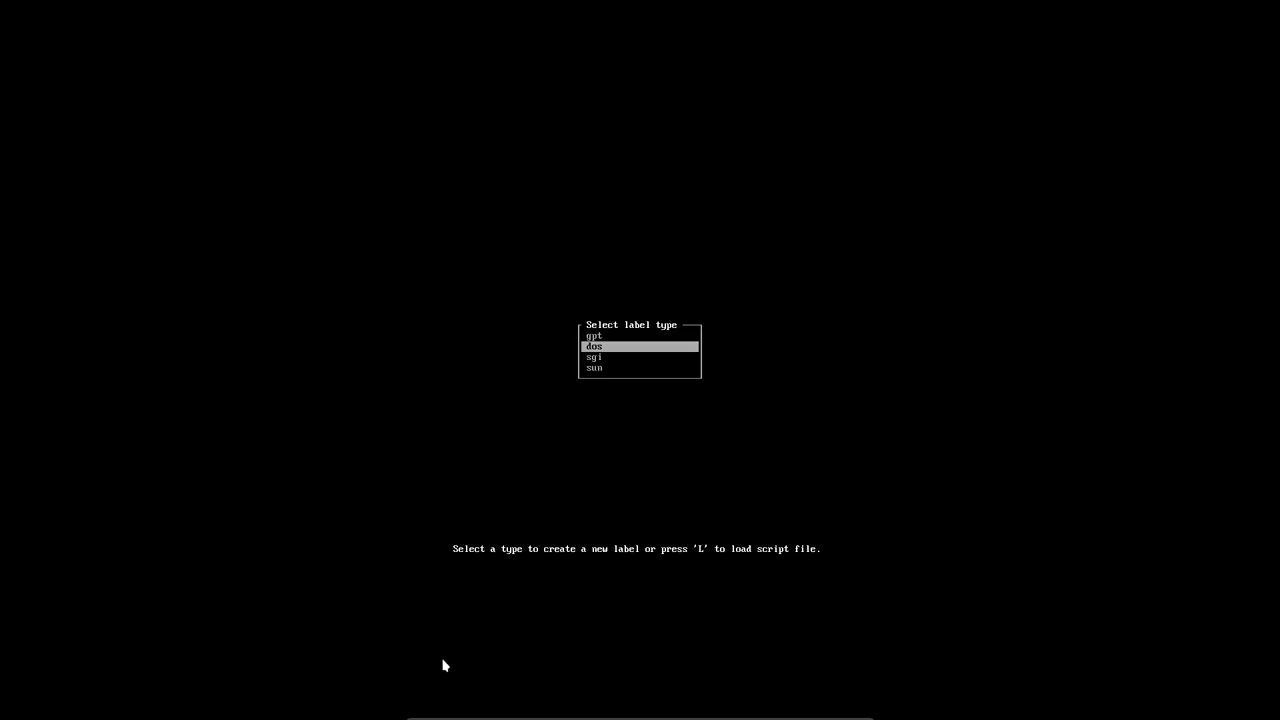 Select label type
gpt
dos
sgi
sun
Select a type to create a new label or press 'L' to load script file.